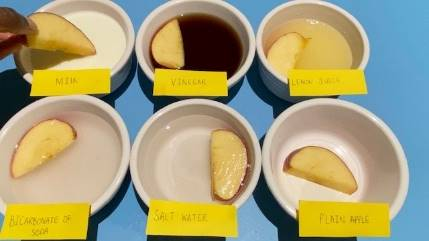 MILK
VINEGAR
LEMON JUICE
BICARBONATE OF
SODA
SALT WATER
PLAIN APPLE